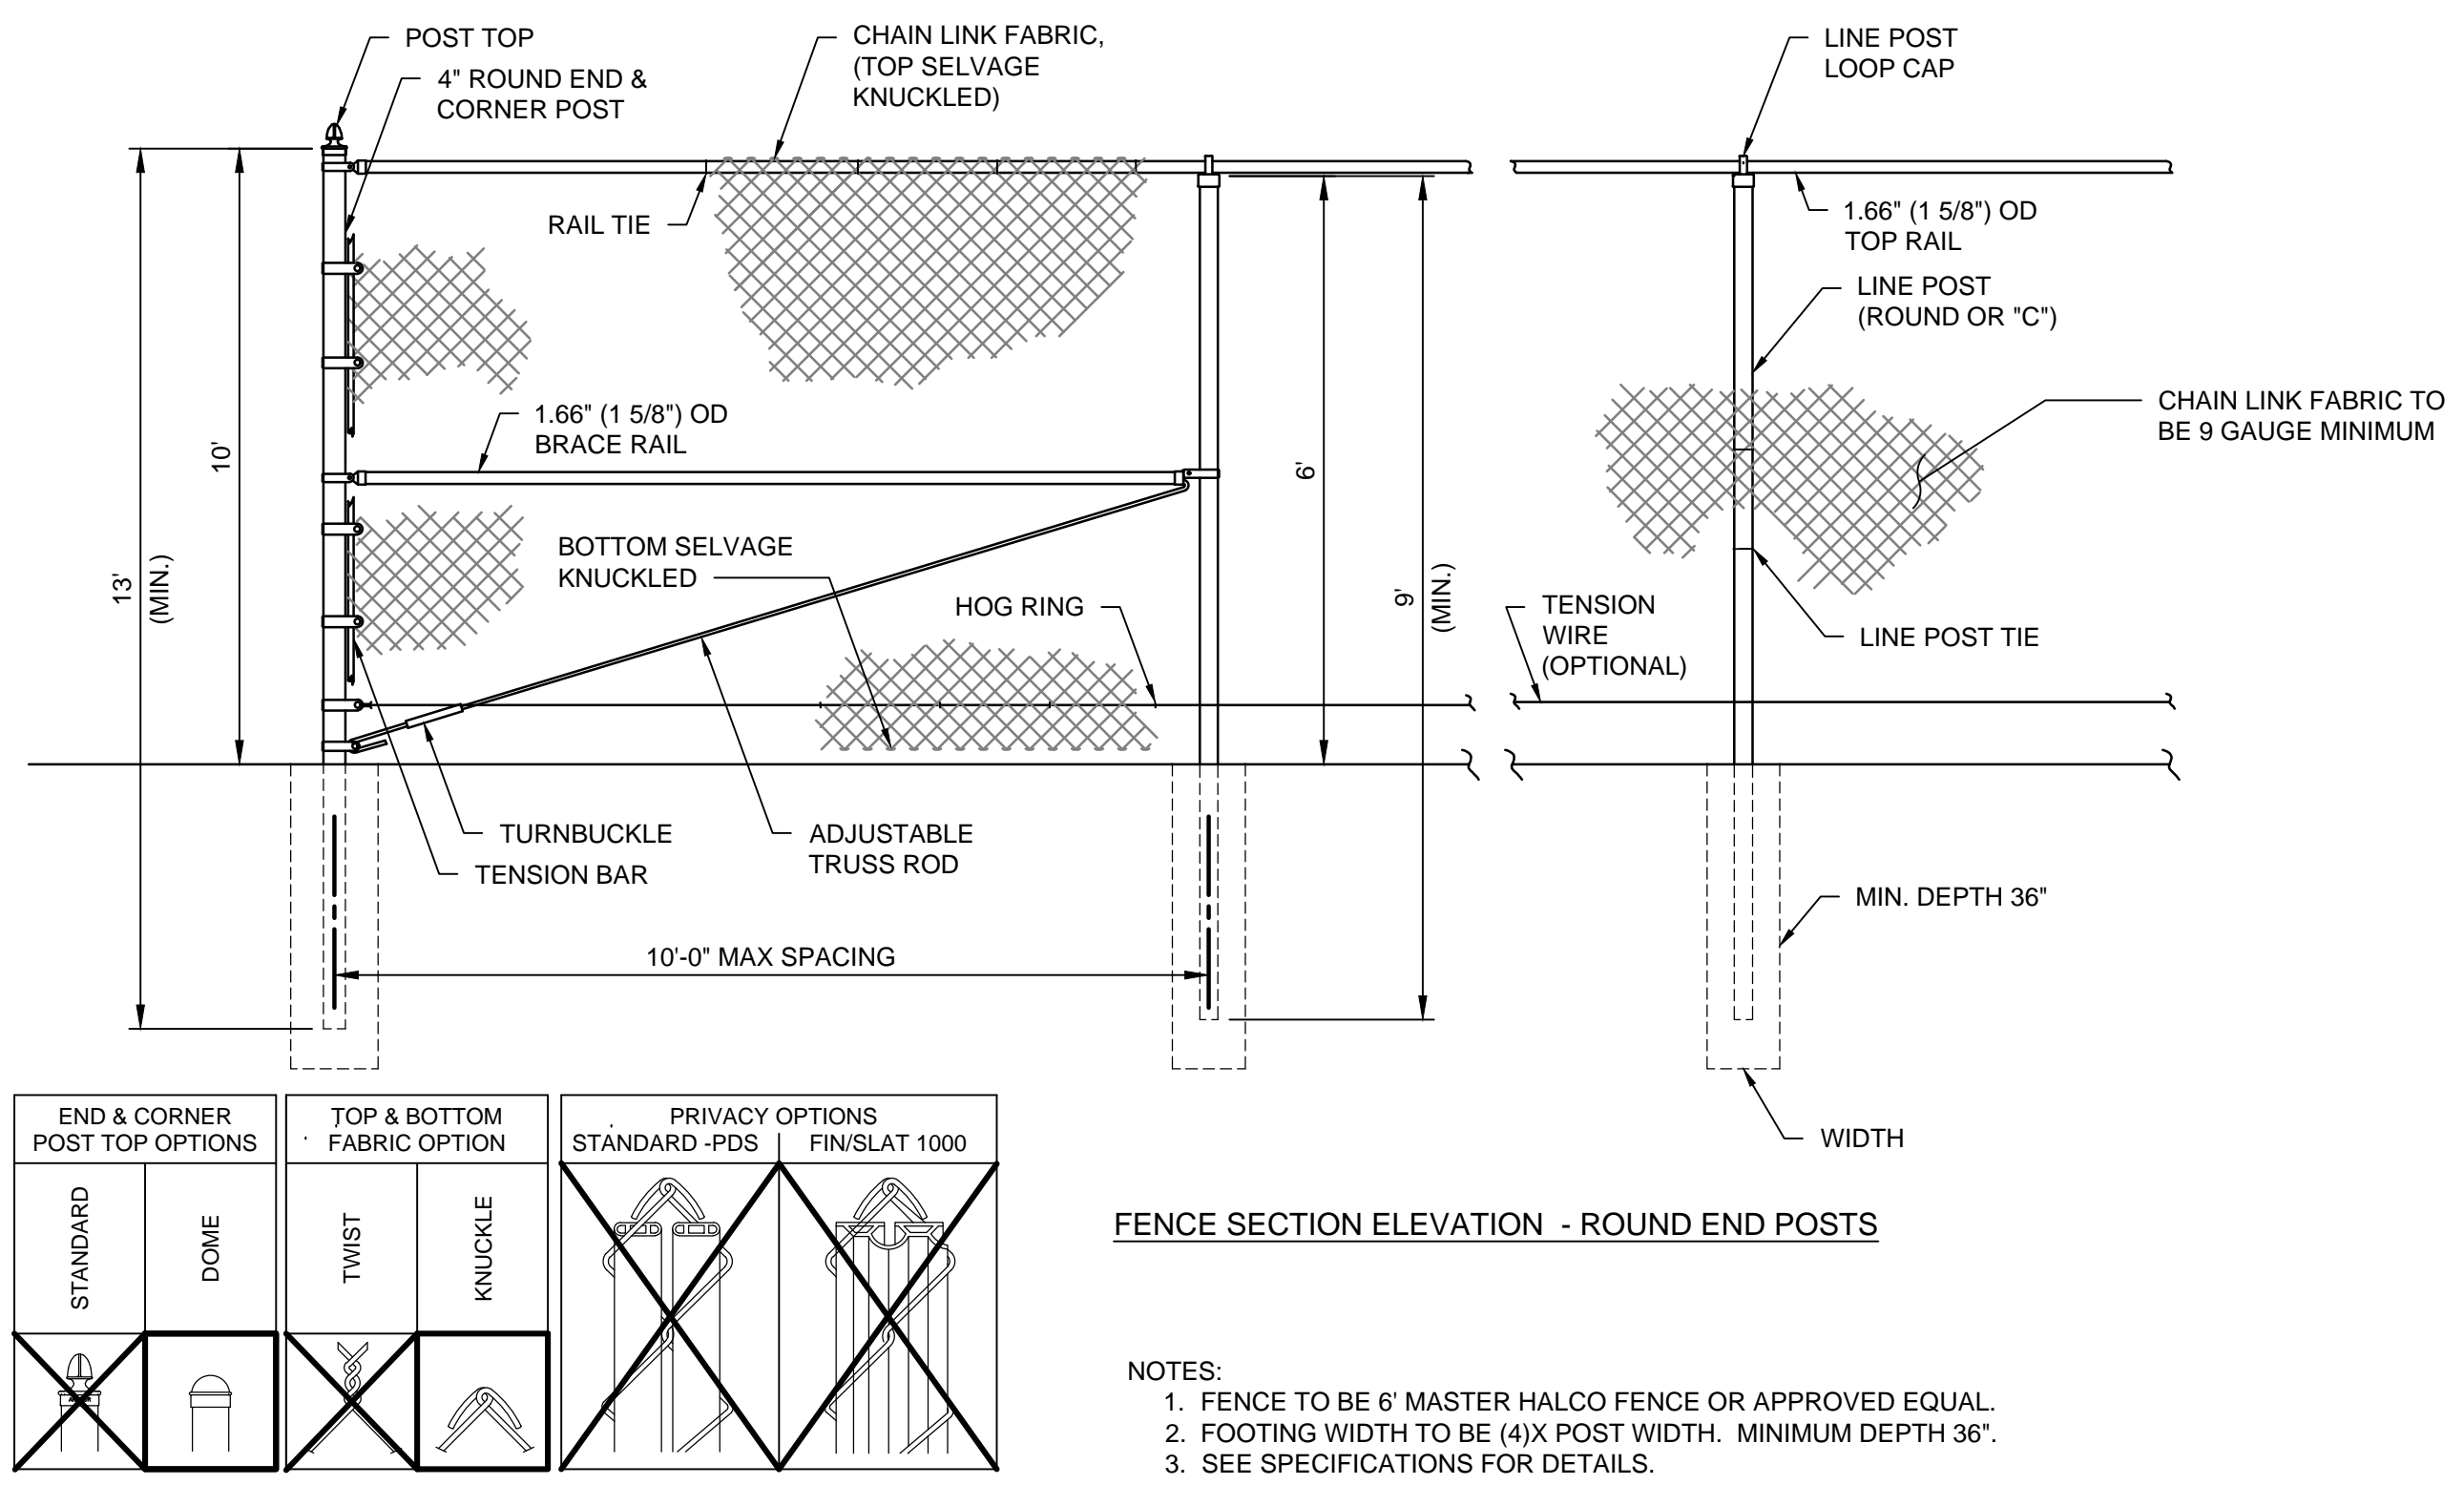 POST TOP
4" ROUND END &
CORNER POST
CHAIN LINK FABRIC,
(TOP SELVAGE
KNUCKLED)
LINE POST
LOOP CAP
RAIL TIE
1.66" (1 5/8") OD
TOP RAIL
LINE POST
(ROUND OR "C")
CHAIN LINK FABRIC TO
BE 9 GAUGE MINIMUM
1.66" (1 5/8") OD
BRACE RAIL
10'
6'
13'
(MIN.)
9'
(MIN.)
BOTTOM SELVAGE
KNUCKLED
HOG RING
TENSION
WIRE
(OPTIONAL)
LINE POST TIE
TURNBUCKLE
TENSION BAR
ADJUSTABLE
TRUSS ROD
MIN. DEPTH 36"
10'-0" MAX SPACING
WIDTH
END & CORNER
POST TOP OPTIONS
STANDARD
DOME
TOP & BOTTOM
FABRIC OPTION
TWIST
KNUCKLE
PRIVACY OPTIONS
STANDARD -PDS
FIN/SLAT 1000
FENCE SECTION ELEVATION - ROUND END POSTS
NOTES:
1. FENCE TO BE 6' MASTER HALCO FENCE OR APPROVED EQUAL.
2. FOOTING WIDTH TO BE (4)X POST WIDTH. MINIMUM DEPTH 36".
3. SEE SPECIFICATIONS FOR DETAILS.